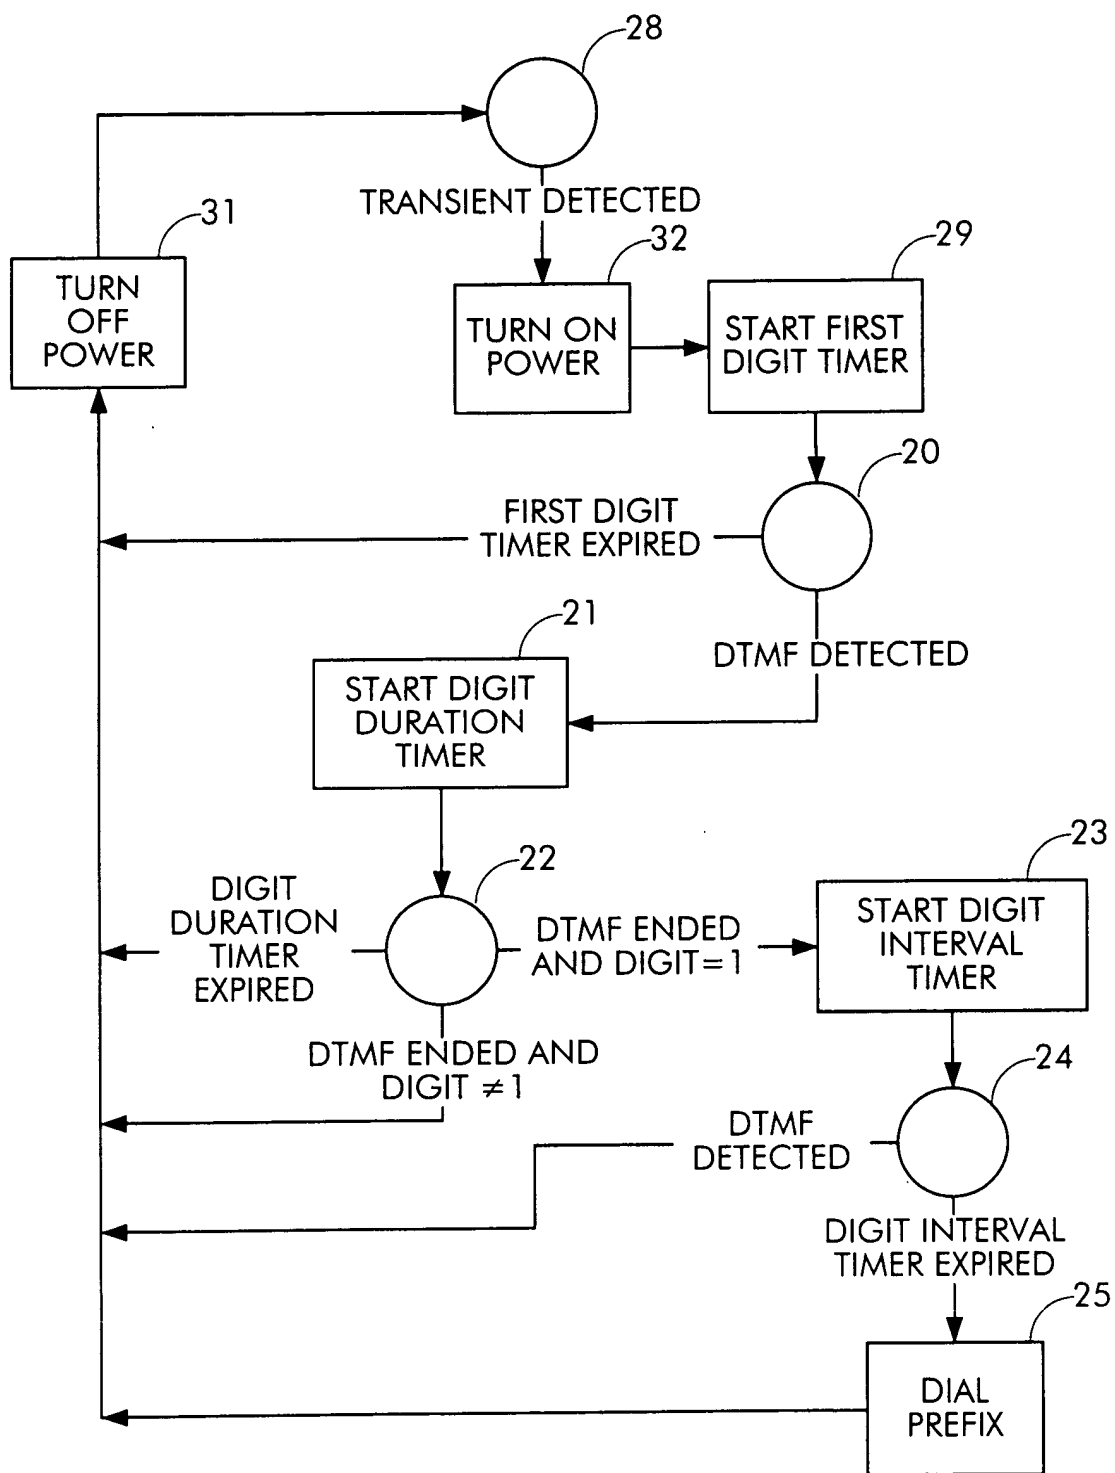 28
TRANSIENT DETECTED
31
TURN
OFF
POWER
32
TURN ON
POWER
29
START FIRST
DIGIT TIMER
20
FIRST DIGIT
TIMER EXPIRED
DTMF DETECTED
21
START DIGIT
DURATION
TIMER
22
DIGIT
DURATION
TIMER
EXPIRED
DTMF ENDED
AND DIGIT=1
23
START DIGIT
INTERVAL
TIMER
DTMF ENDED AND
DIGIT ≠1
24
DTMF
DETECTED
DIGIT INTERVAL
TIMER EXPIRED
25
DIAL
PREFIX